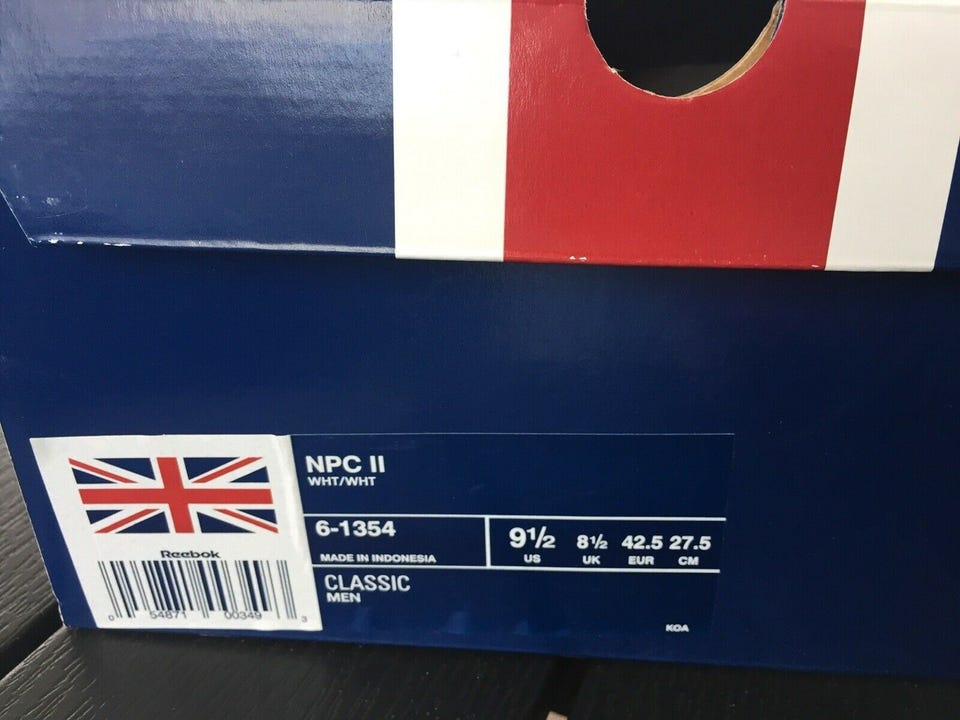 NPC II
WHT/WHT
6-1354
MADE IN INDONESIA
9½ 8½ 42.5 27.5
US UK EUR CM
CLASSIC
MEN
KOA
Reebok
0 54871 00349 3